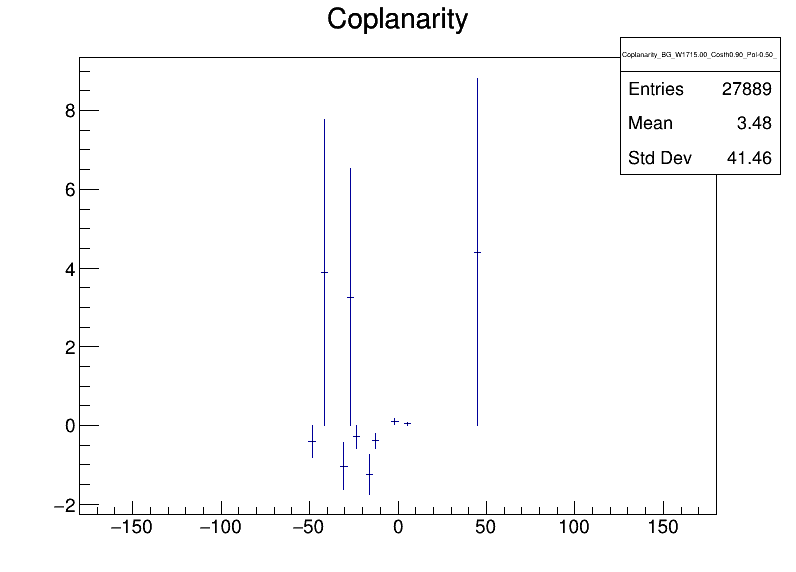 Coplanarity
Coplanarity_BG_W1715.00_Costh0.90_Pol-0.50_
Entries 27889
Mean 3.48
Std Dev 41.46
8
6
4
2
0
−2
−150 −100 −50 0 50 100 150